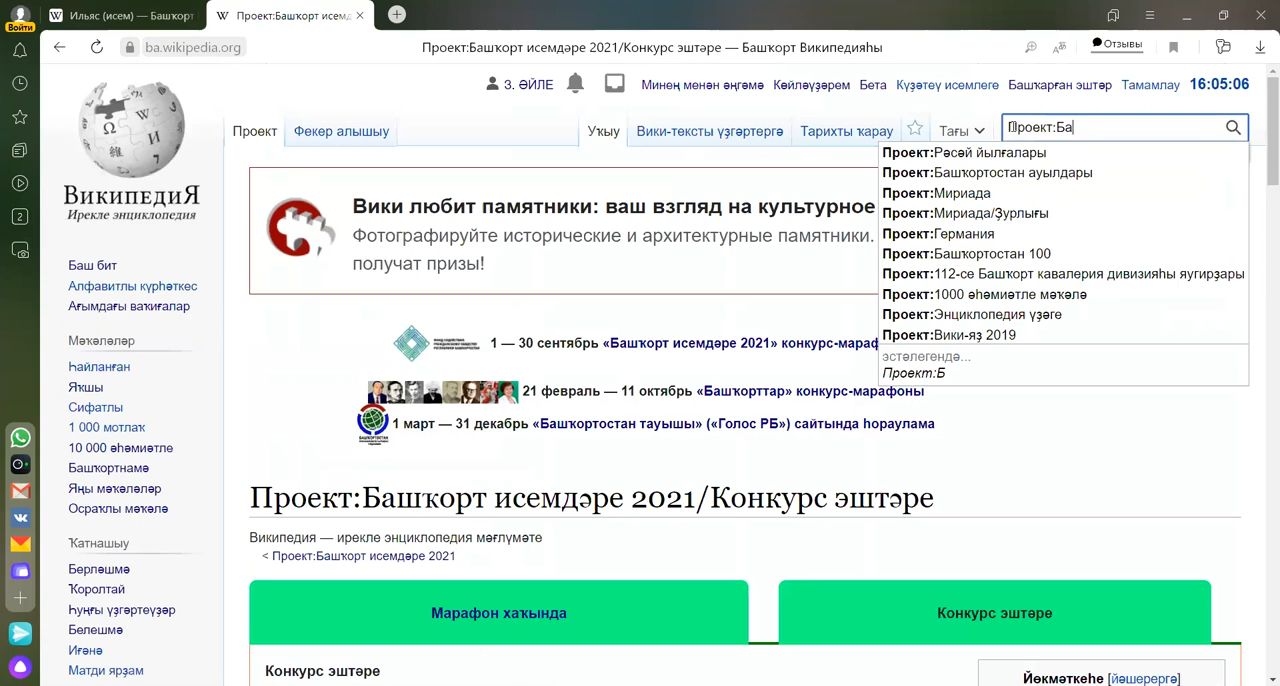 Войти
Ильяс (исем) — Башҡорт
Проект:Башҡорт исемд
ba.wikipedia.org
Проект:Башҡорт исемдәре 2021/Конкурс эштәре — Башҡорт Википедияһы
Отзывы
З. ӘЙЛЕ
Минең менән әңгәмә
Көйләүҙәрем
Бета
Күҙәтеү исемлеге
Башҡарған эштәр
Тамамлау
16:05:06
Проект
Фекер алышыу
Уҡыу
Вики-тексты үҙгәртергә
Тарихты ҡарау
Тағы
Проект:Ба
Проект:Рәсәй йылғалары
Проект:Башҡортостан ауылдары
Проект:Мириада
Проект:Мириада/Ҙурлығы
Проект:Германия
Проект:Башҡортостан 100
Проект:112-се Башҡорт кавалерия дивизияһы яугирҙары
Проект:1000 әһәмиәтле мәҡәлә
Проект:Энциклопедия үҙәге
Проект:Вики-яҙ 2019
эстәлегендә...
Проект:Б
ВикипедиЯ
Ирекле энциклопедия
Баш бит
Алфавитлы күрһәткес
Ағымдағы ваҡиғалар
Мәҡәләләр
Һайланған
Яҡшы
Сифатлы
1 000 мотлаҡ
10 000 әһәмиәтле
Башҡортнамә
Яңы мәҡәләләр
Осраҡлы мәҡәлә
Ҡатнашыу
Берләшмә
Ҡоролтай
Һуңғы үҙгәртеүҙәр
Белешмә
Иғәнә
Матди ярҙам
Вики любит памятники: ваш взгляд на культурное
Фотографируйте исторические и архитектурные памятники.
получат призы!
1 — 30 сентябрь «Башҡорт исемдәре 2021» конкурс-мараф
21 февраль — 11 октябрь «Башҡорттар» конкурс-марафоны
1 март — 31 декабрь «Башҡортостан тауышы» («Голос РБ») сайтында һораулама
Проект:Башҡорт исемдәре 2021/Конкурс эштәре
Википедия — ирекле энциклопедия мәғлүмәте
< Проект:Башҡорт исемдәре 2021
Марафон хаҡында
Конкурс эштәре
Конкурс эштәре
Йөкмәткеһе [йәшерергә]